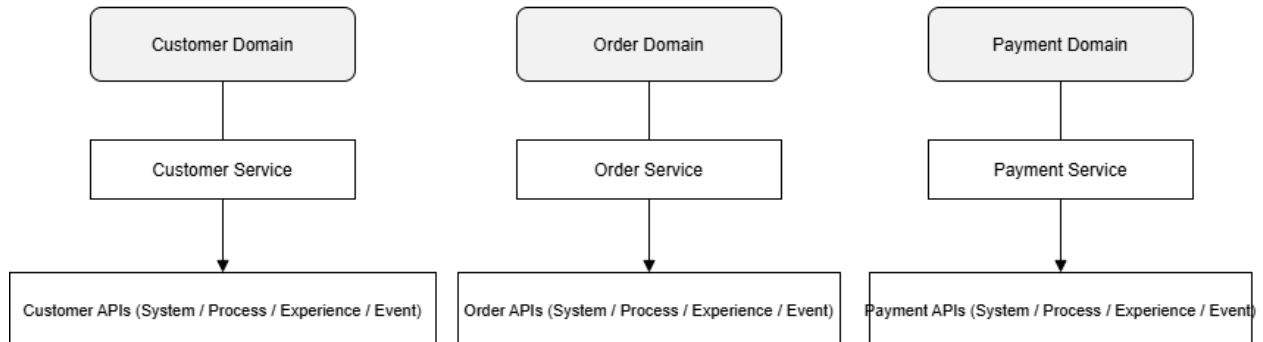 Customer Domain
Order Domain
Payment Domain
Customer Service
Order Service
Payment Service
Customer APIs (System / Process / Experience / Event)
Order APIs (System / Process / Experience / Event)
Payment APIs (System / Process / Experience / Event)